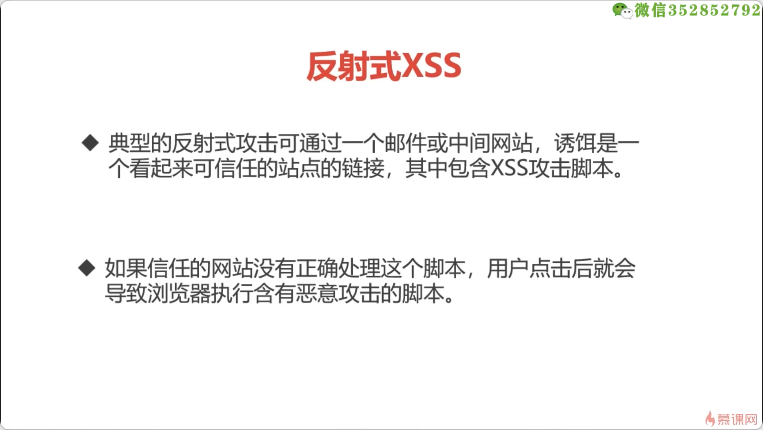 微信352852792
反射式XSS
◆ 典型的反射式攻击可通过一个邮件或中间网站，诱饵是一
个看起来可信任的站点的链接，其中包含XSS攻击脚本。
◆ 如果信任的网站没有正确处理这个脚本，用户点击后就会
导致浏览器执行含有恶意攻击的脚本。
慕课网